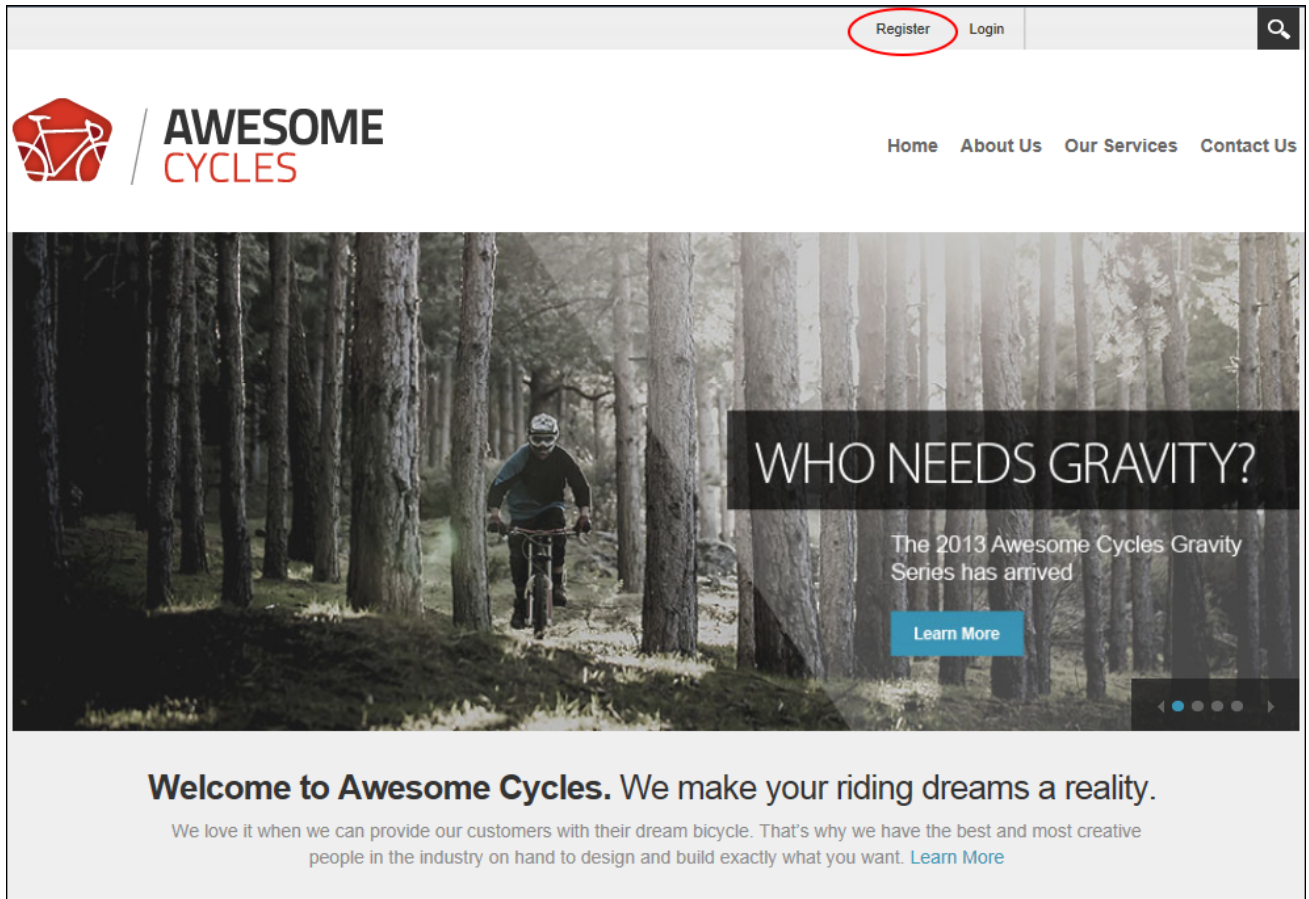 Register Login
AWESOME
CYCLES
Home About Us Our Services Contact Us
WHO NEEDS GRAVITY?
The 2013 Awesome Cycles Gravity
Series has arrived
Learn More
Welcome to Awesome Cycles. We make your riding dreams a reality.
We love it when we can provide our customers with their dream bicycle. That's why we have the best and most creative
people in the industry on hand to design and build exactly what you want. Learn More